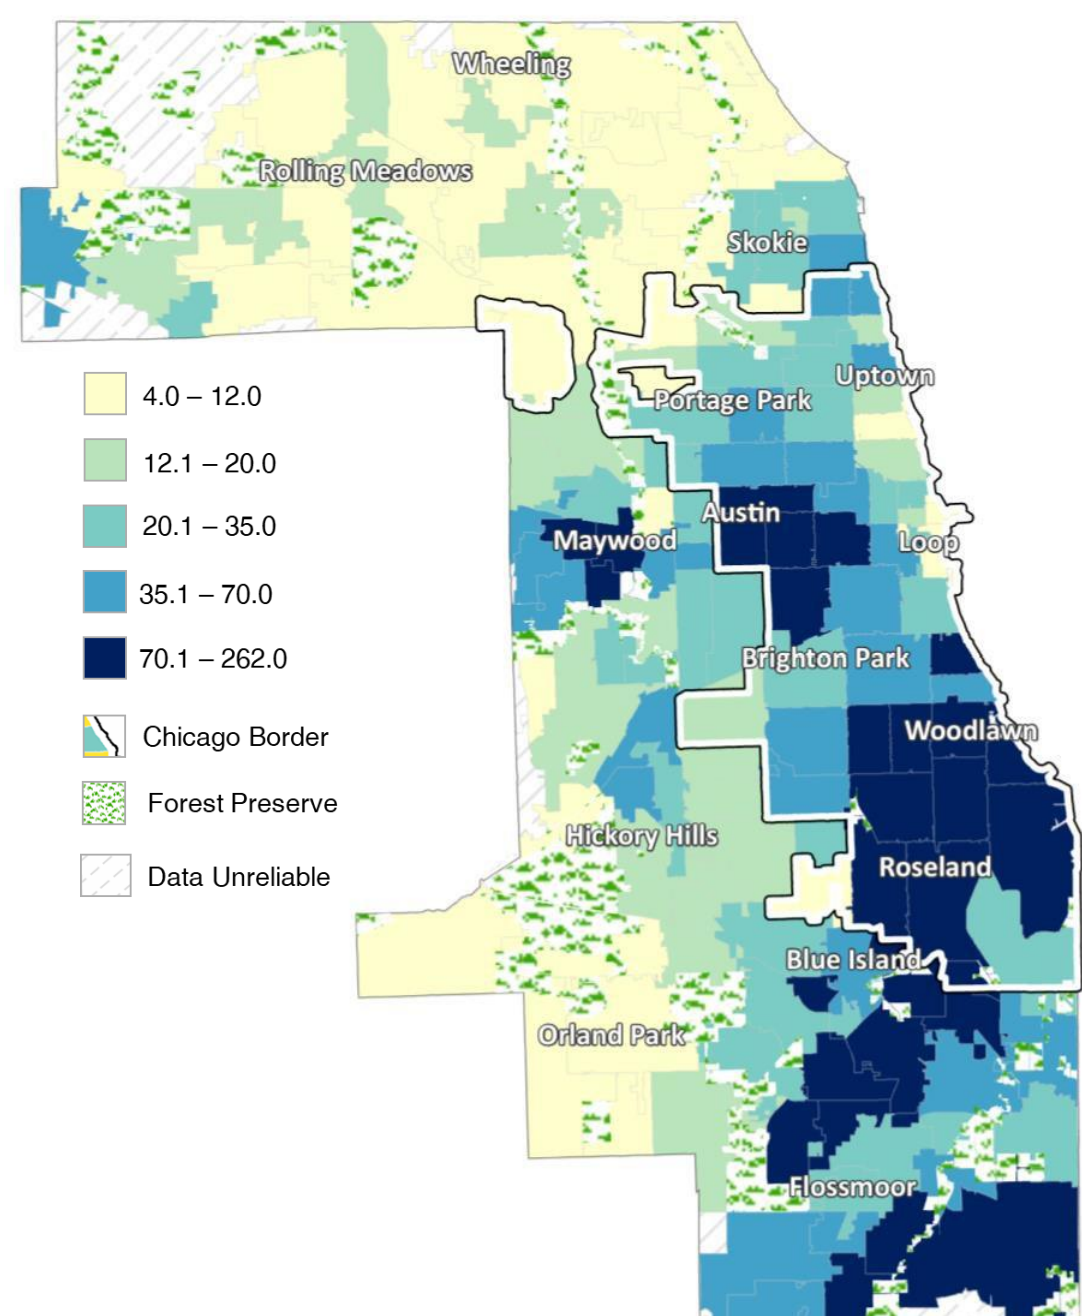 Wheeling
Rolling Meadows
Skokie
4.0 – 12.0
Uptown
Portage Park
12.1 – 20.0
Austin
20.1 – 35.0
Maywood
Loop
35.1 – 70.0
70.1 – 262.0
Brighton Park
Chicago Border
Woodlawn
Forest Preserve
Hickory Hills
Roseland
Data Unreliable
Blue Island
Orland Park
Flossmoor